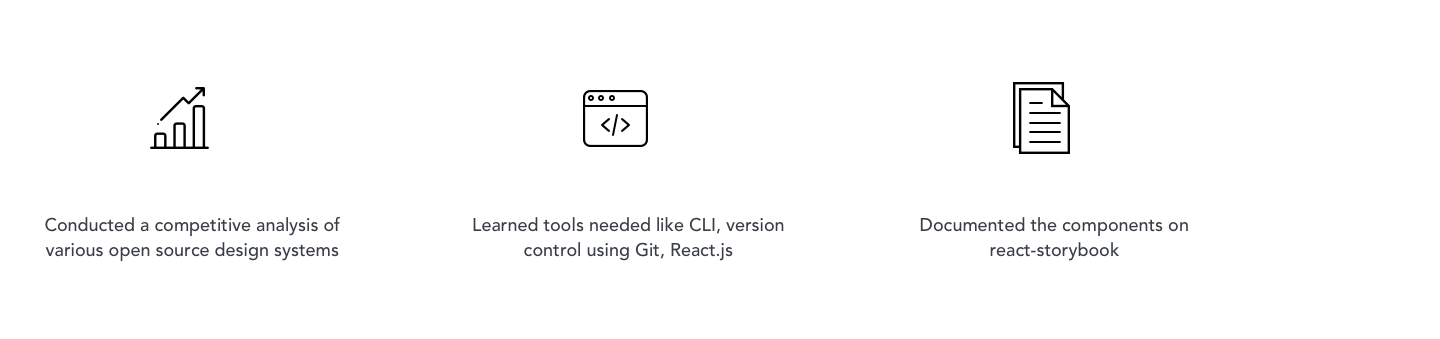 Conducted a competitive analysis of
various open source design systems
Learned tools needed like CLI, version
control using Git, React.js
Documented the components on
react-storybook